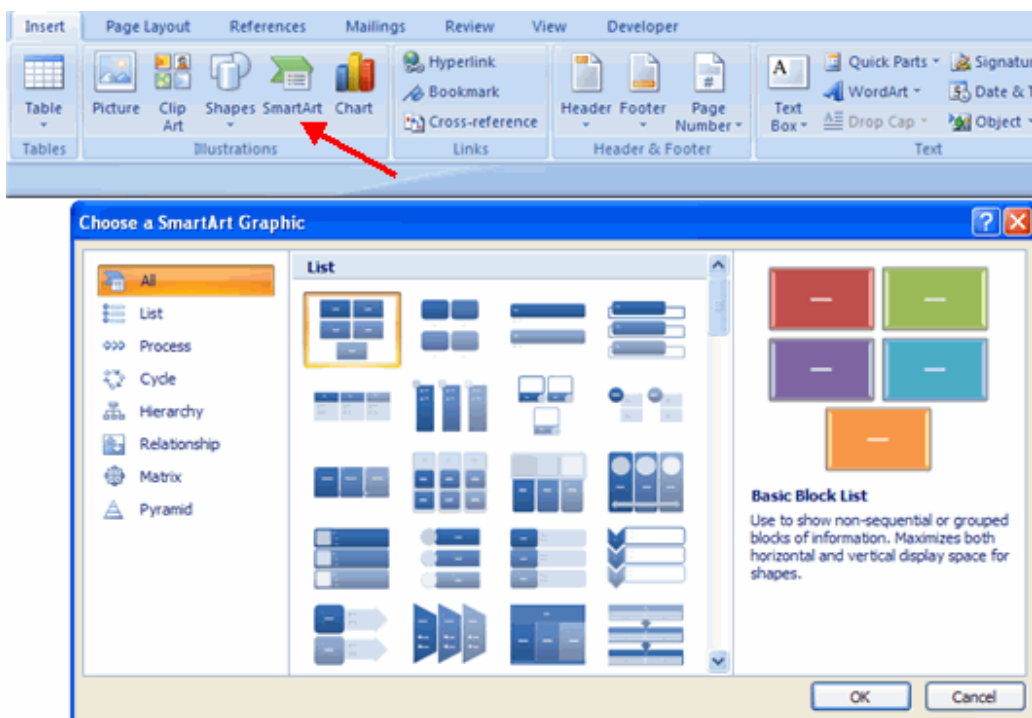 Insert Page Layout References Mailings Review View Developer
Table
Tables
Picture
Clip
Art
Shapes
SmartArt
Chart
Illustrations
Hyperlink
Bookmark
Cross-reference
Links
Header
Footer
Page
Number
Header & Footer
A
Text
Box
Quick Parts
WordArt
Drop Cap
Signatur
Date & T
Object
Text
Choose a SmartArt Graphic
All
List
Process
Cycle
Hierarchy
Relationship
Matrix
Pyramid
List
Basic Block List
Use to show non-sequential or grouped
blocks of information. Maximizes both
horizontal and vertical display space for
shapes.
OK
Cancel